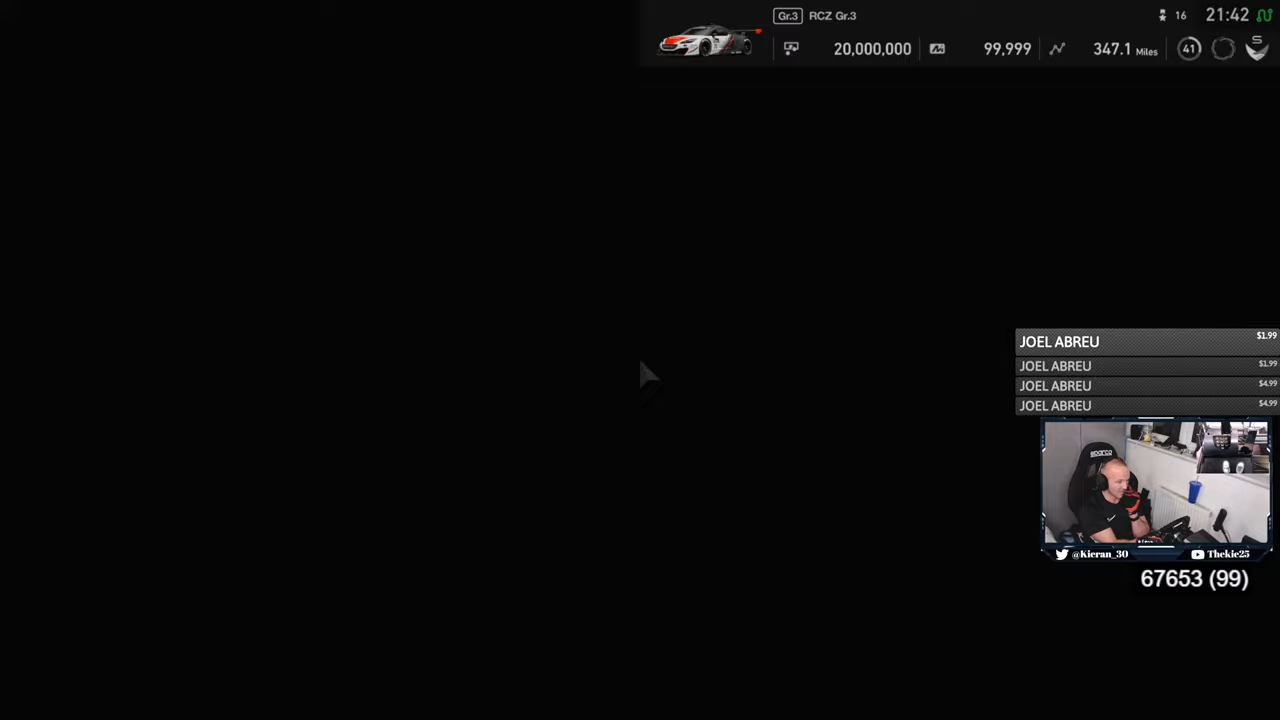 Gr.3 RCZ Gr.3 16 21:42
20,000,000 99,999 347.1 Miles 41 S
JOEL ABREU $1.99
JOEL ABREU $1.99
JOEL ABREU $4.99
JOEL ABREU $4.99
sparco
@Kieran_30 Thekie25
67653 (99)